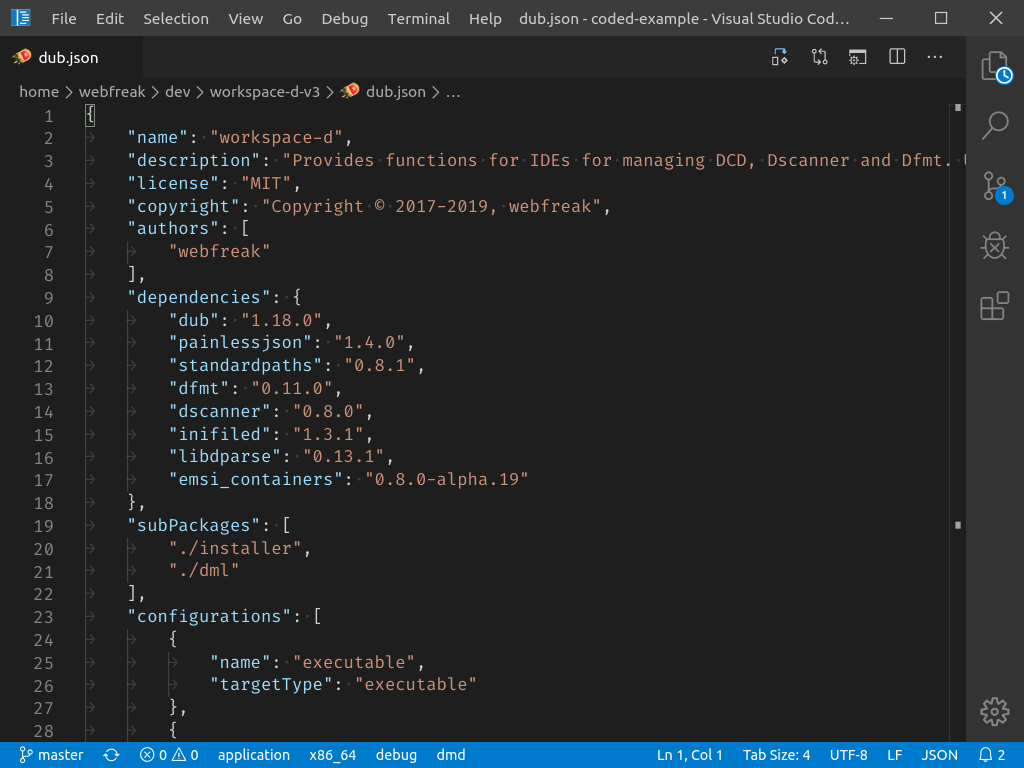 File Edit Selection View Go Debug Terminal Help dub.json - coded-example - Visual Studio Cod…
dub.json
home > webfreak > dev > workspace-d-v3 > dub.json > …
1 {
2 "name": "workspace-d",
3 "description": "Provides functions for IDEs for managing DCD, Dscanner and Dfmt.
4 "license": "MIT",
5 "copyright": "Copyright © 2017-2019, webfreak",
6 "authors": [
7 "webfreak"
8 ],
9 "dependencies": {
10 "dub": "1.18.0",
11 "painlessjson": "1.4.0",
12 "standardpaths": "0.8.1",
13 "dfmt": "0.11.0",
14 "dscanner": "0.8.0",
15 "inifiled": "1.3.1",
16 "libdparse": "0.13.1",
17 "emsi_containers": "0.8.0-alpha.19"
18 },
19 "subPackages": [
20 "./installer",
21 "./dml"
22 ],
23 "configurations": [
24 {
25 "name": "executable",
26 "targetType": "executable"
27 },
28 {
1
master 0 0 application x86_64 debug dmd Ln 1, Col 1 Tab Size: 4 UTF-8 LF JSON 2